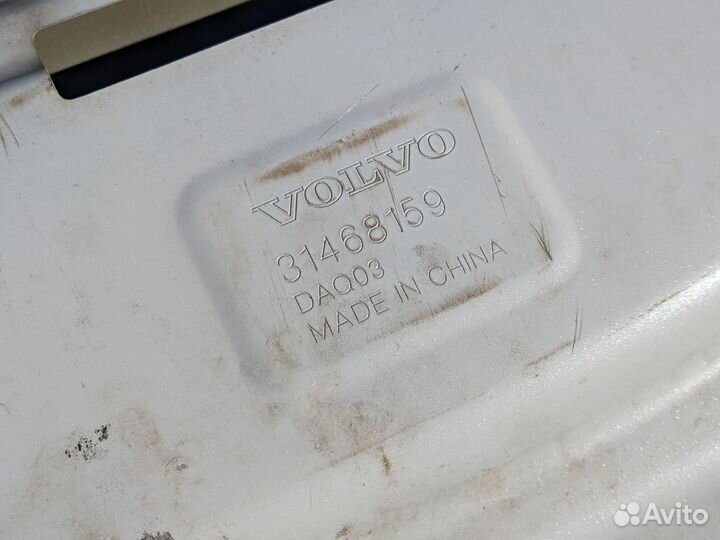 VOLVO
31468159
DAQ03
MADE IN CHINA
Avito